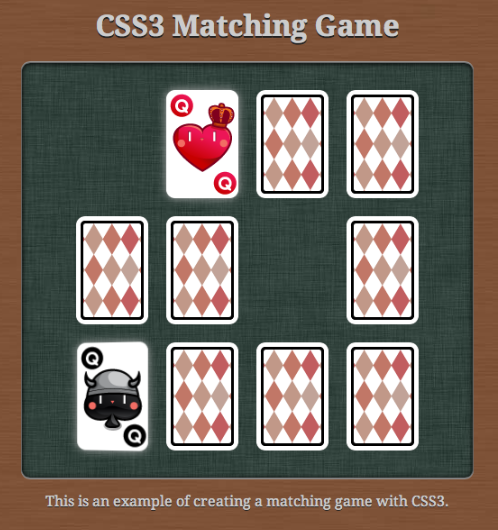 CSS3 Matching Game
Q
Q
Q
Q
This is an example of creating a matching game with CSS3.